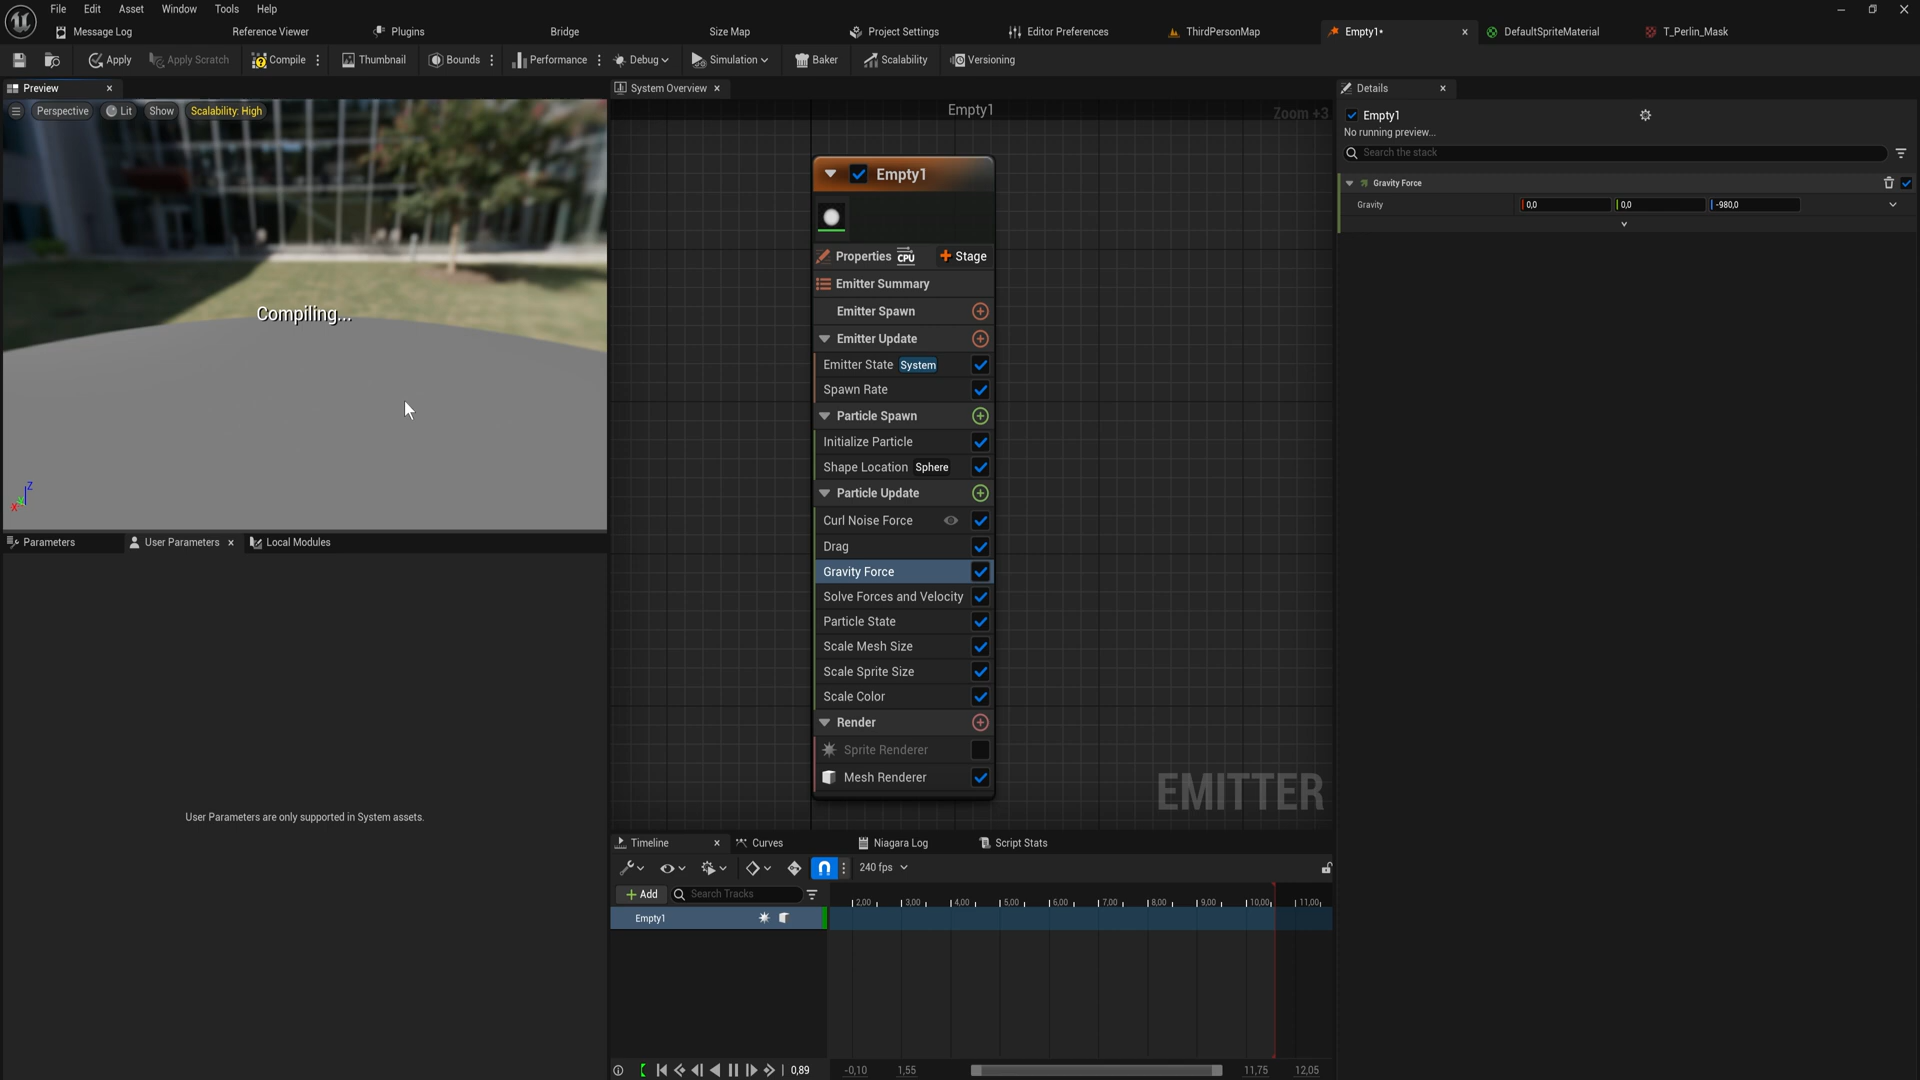 File Edit Asset Window Tools Help
Message Log Reference Viewer Plugins Bridge Size Map Project Settings Editor Preferences ThirdPersonMap Empty1• DefaultSpriteMaterial T_Perlin_Mask
Apply Apply Scratch Compile Thumbnail Bounds Performance Debug Simulation Baker Scalability Versioning
Preview
Perspective Lit Show Scalability: High
Compiling...
Z
X
Parameters User Parameters Local Modules
User Parameters are only supported in System assets.
System Overview
Empty1
Zoom +3
Empty1
Properties CPU Stage
Emitter Summary
Emitter Spawn
Emitter Update
Emitter State System
Spawn Rate
Particle Spawn
Initialize Particle
Shape Location Sphere
Particle Update
Curl Noise Force
Drag
Gravity Force
Solve Forces and Velocity
Particle State
Scale Mesh Size
Scale Sprite Size
Scale Color
Render
Sprite Renderer
Mesh Renderer
EMITTER
Timeline Curves Niagara Log Script Stats
240 fps
Add Search Tracks
2,00 3,00 4,00 5,00 6,00 7,00 8,00 9,00 10,00 11,00
Empty1
0,89 -0,10 1,55 11,75 12,05
Details
Empty1
No running preview...
Search the stack
Gravity Force
Gravity 0,0 0,0 -980,0